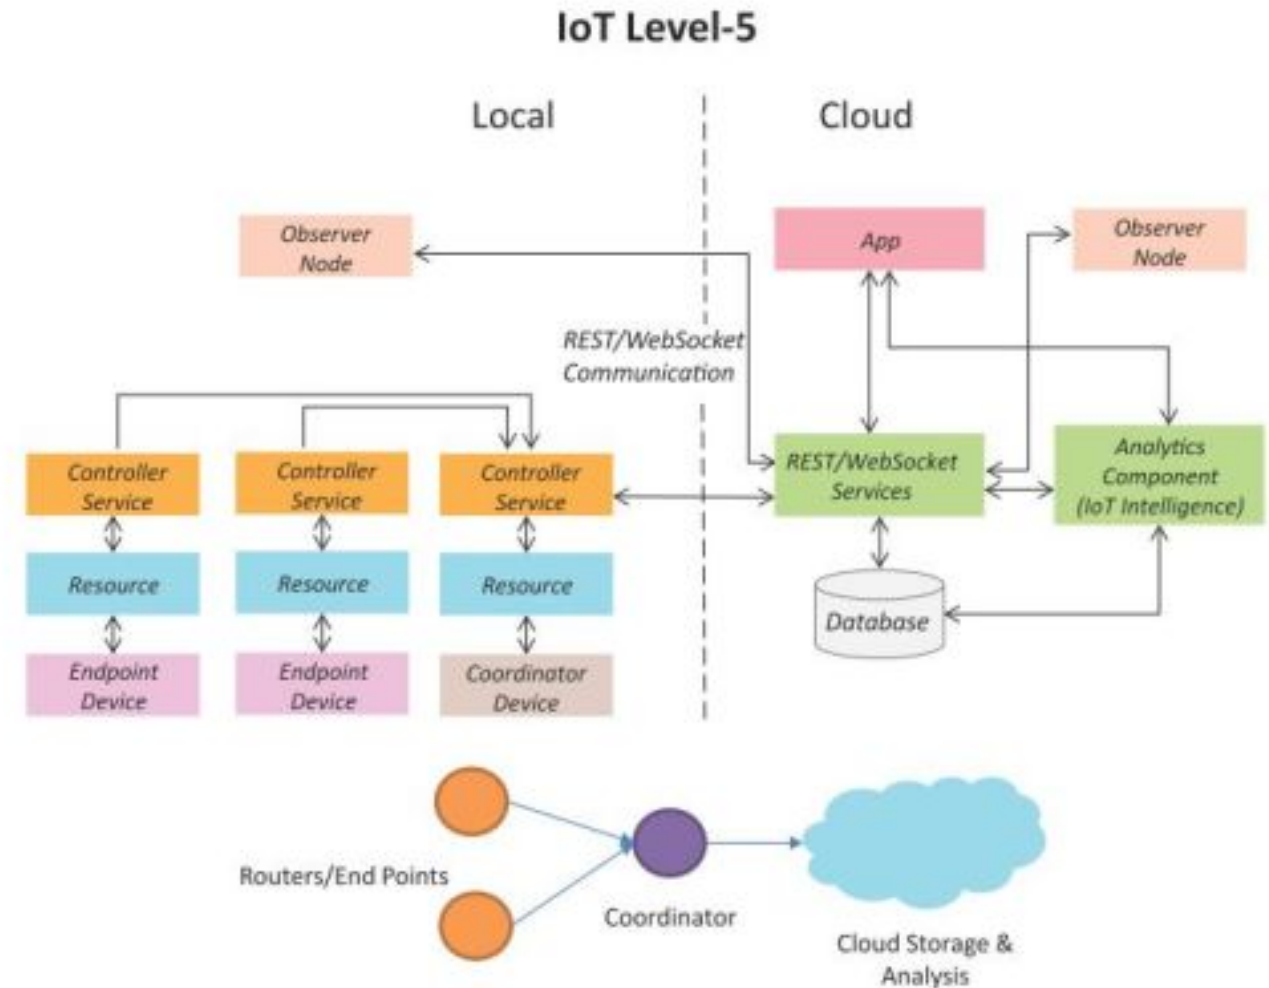 IoT Level-5
Local
Cloud
Observer
Node
App
Observer
Node
REST/WebSocket
Communication
Controller
Service
Controller
Service
Controller
Service
REST/WebSocket
Services
Analytics
Component
(IoT Intelligence)
Resource
Resource
Resource
Database
Endpoint
Device
Endpoint
Device
Coordinator
Device
Routers/End Points
Coordinator
Cloud Storage &
Analysis